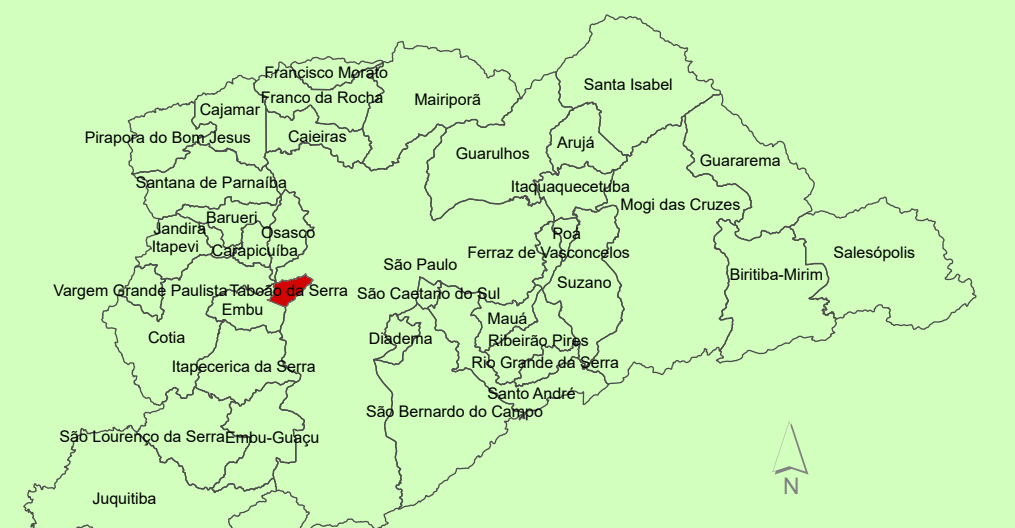 Francisco Morato
Santa Isabel
Franco da Rocha
Mairiporã
Cajamar
Pirapora do Bom Jesus
Caieiras
Arujá
Guarulhos
Guararema
Santana de Parnaíba
Itaquaquecetuba
Mogi das Cruzes
Barueri
Jandira
Osasco
Poá
Itapevi
Carapicuíba
Ferraz de Vasconcelos
Salesópolis
São Paulo
Biritiba-Mirim
Suzano
Vargem Grande Paulista
Taboão da Serra
São Caetano do Sul
Embu
Mauá
Cotia
Diadema
Ribeirão Pires
Itapecerica da Serra
Rio Grande da Serra
Santo André
São Bernardo do Campo
São Lourenço da Serra
Embu-Guaçu
N
Juquitiba